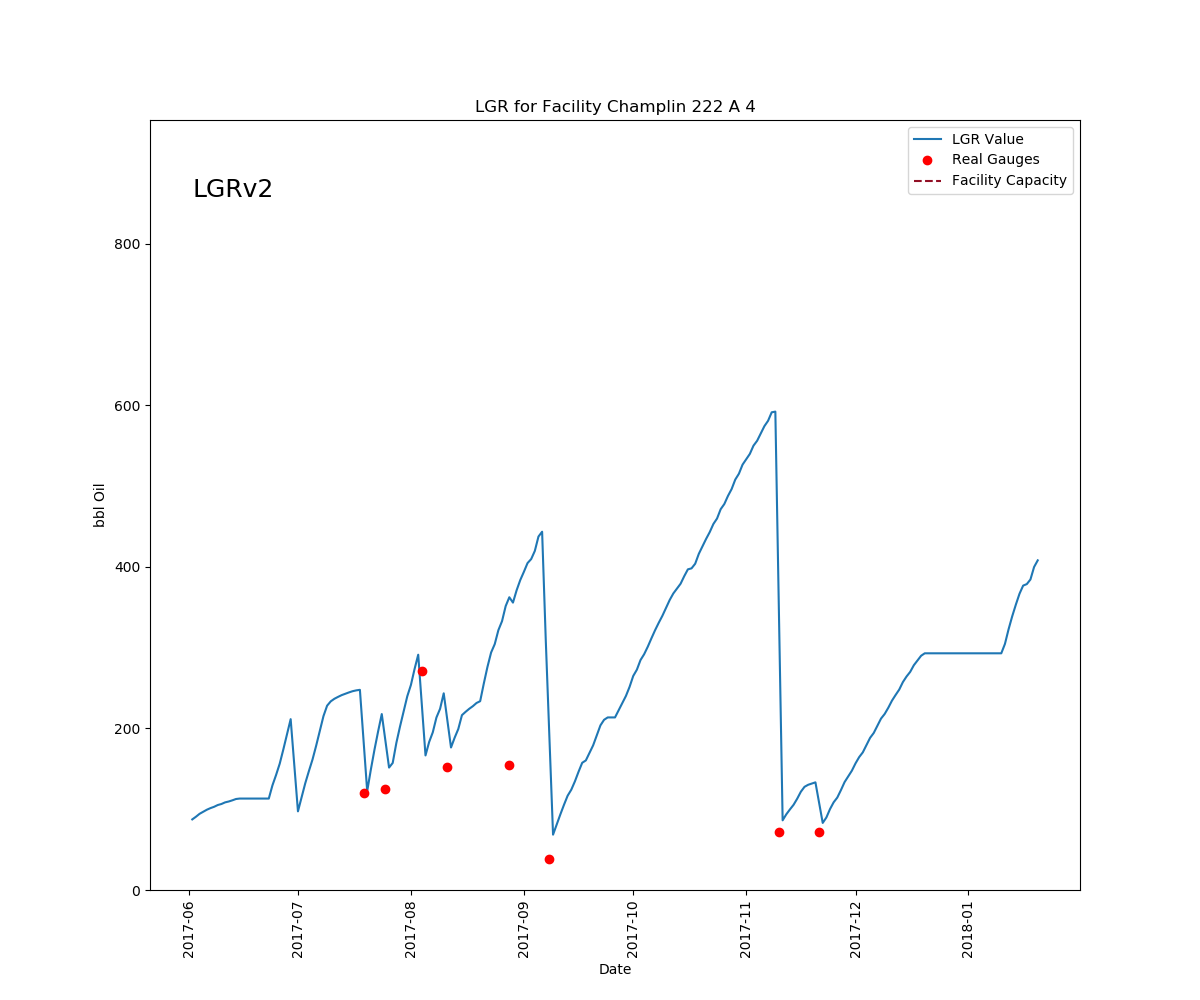 LGR for Facility Champlin 222 A 4
LGR Value
Real Gauges
Facility Capacity
LGRv2
800
600
400
200
0
bbl Oil
2017-06
2017-07
2017-08
2017-09
2017-10
2017-11
2017-12
2018-01
Date